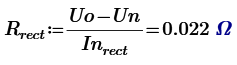 R_rect := (Uo − Un) / In_rect = 0.022 Ω